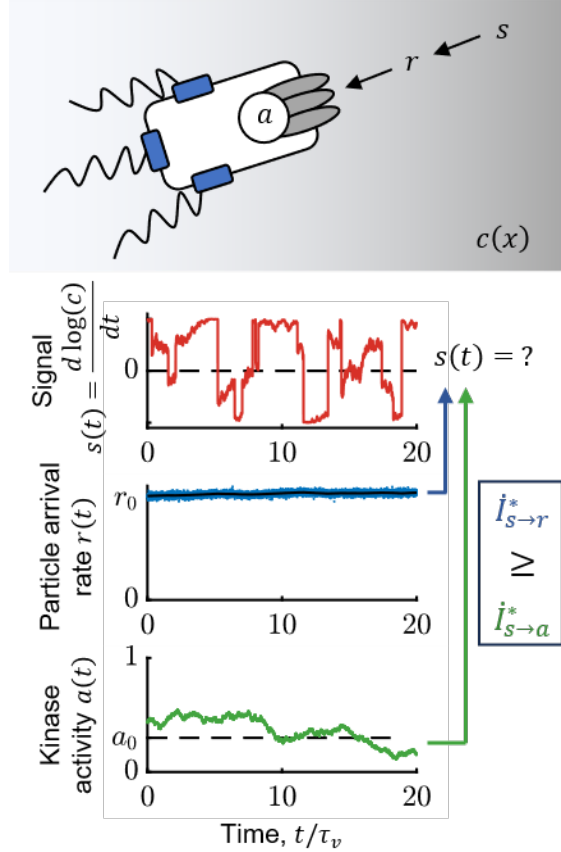 s
r
a
c(x)
Signal
s(t) = d log(c)/dt
0
s(t) = ?
0 10 20
Particle arrival
rate r(t)
r₀
0
0 10 20
İ*ₛ→ᵣ
≥
İ*ₛ→ₐ
Kinase
activity a(t)
1
a₀
0
0 10 20
Time, t/τᵥ